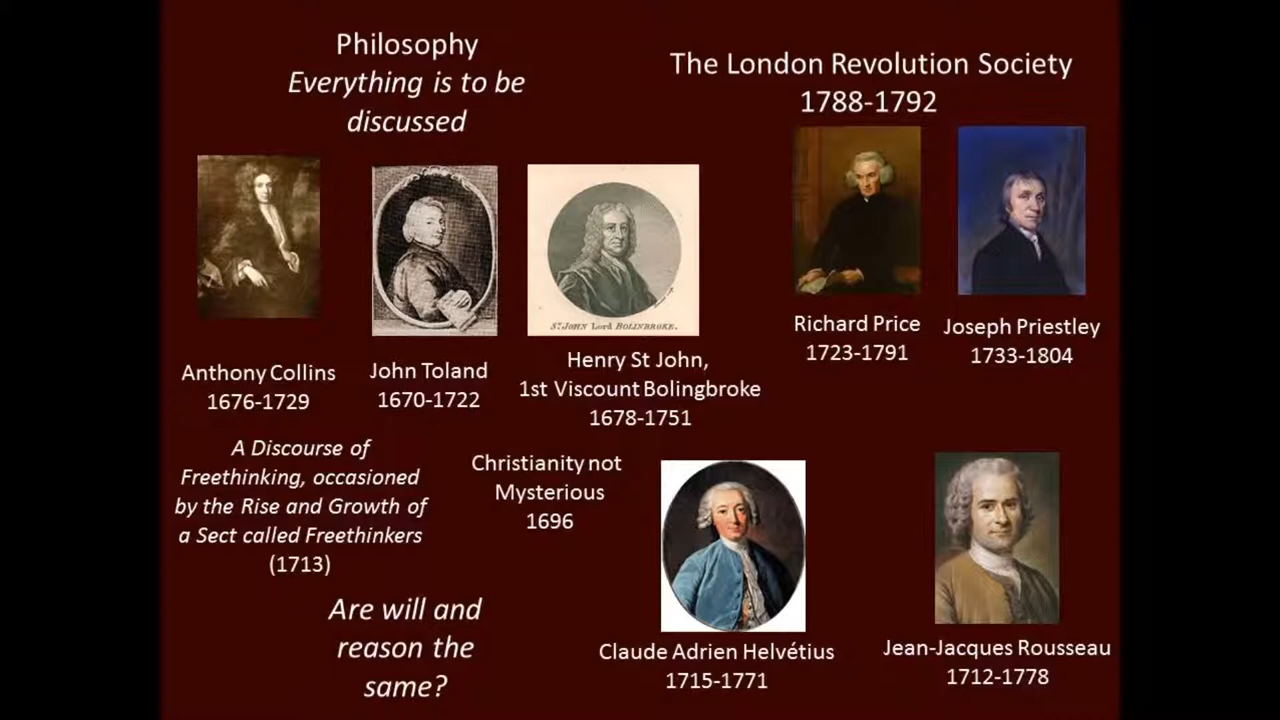 Philosophy
Everything is to be
discussed
The London Revolution Society
1788-1792
ST JOHN Lord BOLINBROKE.
Anthony Collins
1676-1729
John Toland
1670-1722
Henry St John,
1st Viscount Bolingbroke
1678-1751
Richard Price
1723-1791
Joseph Priestley
1733-1804
A Discourse of
Freethinking, occasioned
by the Rise and Growth of
a Sect called Freethinkers
(1713)
Christianity not
Mysterious
1696
Are will and
reason the
same?
Claude Adrien Helvétius
1715-1771
Jean-Jacques Rousseau
1712-1778